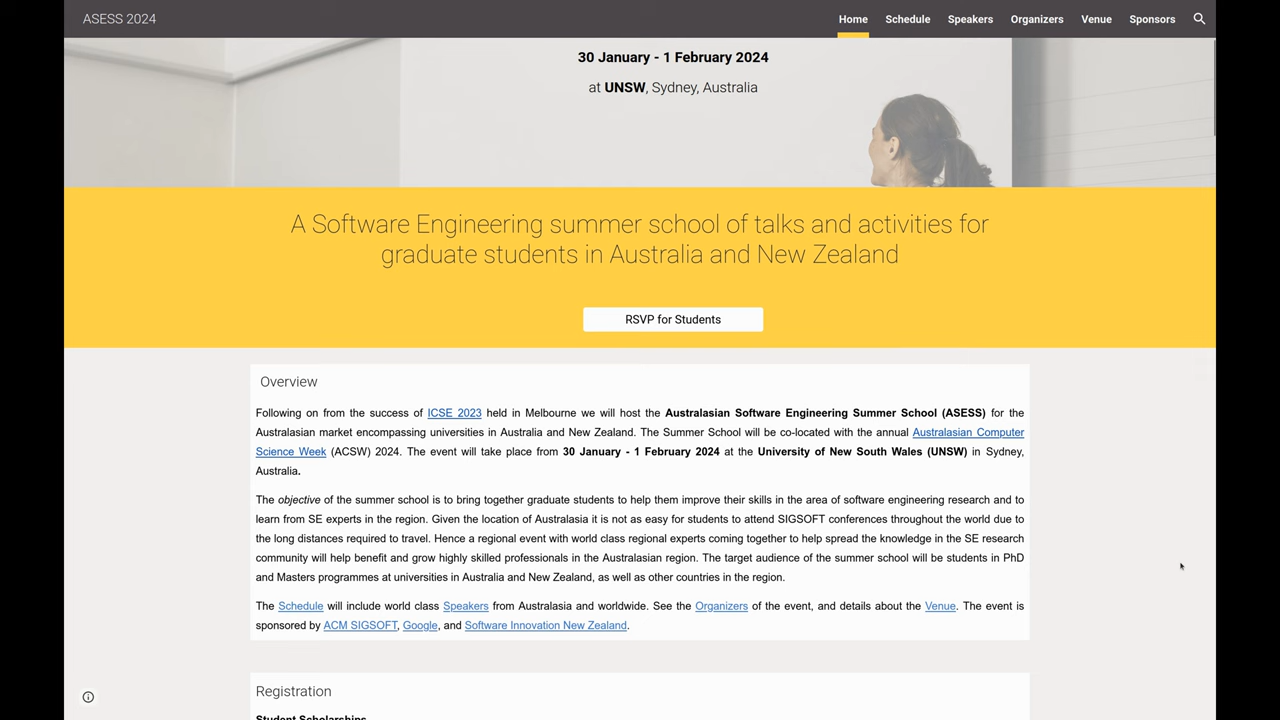 ASESS 2024
Home Schedule Speakers Organizers Venue Sponsors
30 January - 1 February 2024
at UNSW, Sydney, Australia
A Software Engineering summer school of talks and activities for
graduate students in Australia and New Zealand
RSVP for Students
Overview
Following on from the success of ICSE 2023 held in Melbourne we will host the Australasian Software Engineering Summer School (ASESS) for the
Australasian market encompassing universities in Australia and New Zealand. The Summer School will be co-located with the annual Australasian Computer
Science Week (ACSW) 2024. The event will take place from 30 January - 1 February 2024 at the University of New South Wales (UNSW) in Sydney,
Australia.
The objective of the summer school is to bring together graduate students to help them improve their skills in the area of software engineering research and to
learn from SE experts in the region. Given the location of Australasia it is not as easy for students to attend SIGSOFT conferences throughout the world due to
the long distances required to travel. Hence a regional event with world class regional experts coming together to help spread the knowledge in the SE research
community will help benefit and grow highly skilled professionals in the Australasian region. The target audience of the summer school will be students in PhD
and Masters programmes at universities in Australia and New Zealand, as well as other countries in the region.
The Schedule will include world class Speakers from Australasia and worldwide. See the Organizers of the event, and details about the Venue. The event is
sponsored by ACM SIGSOFT, Google, and Software Innovation New Zealand.
Registration
Student Scholarships